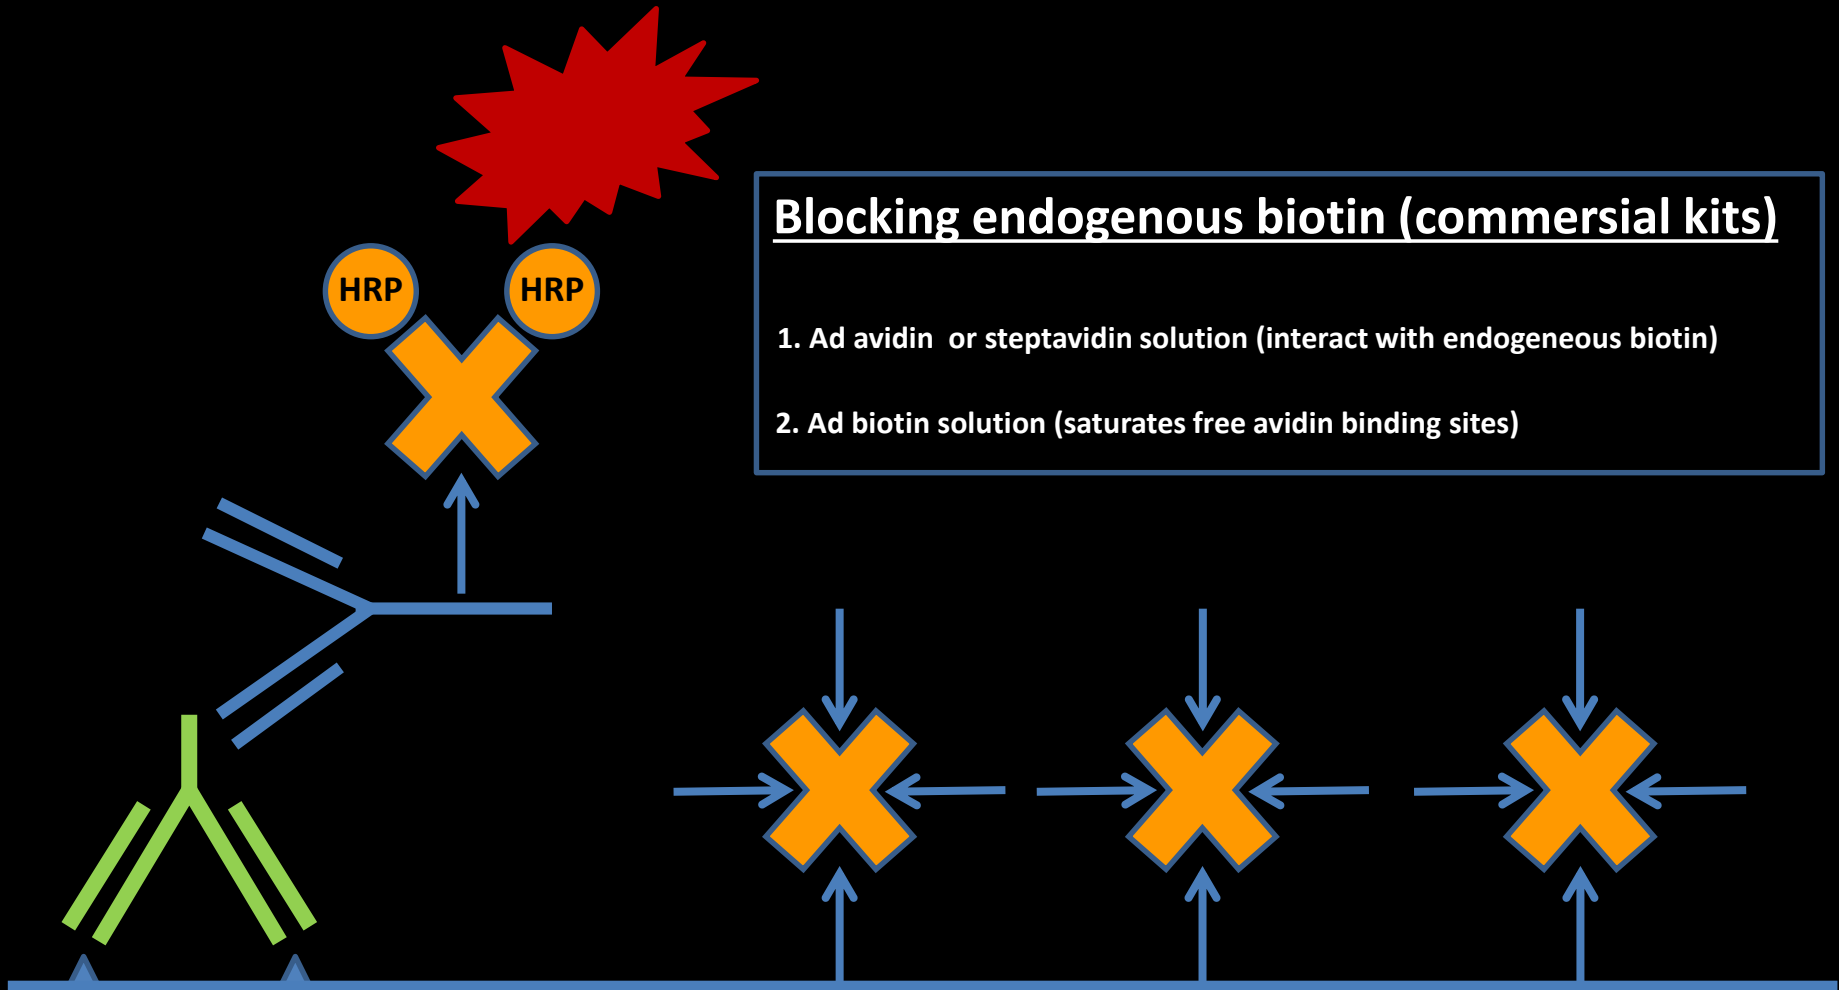 HRP HRP
Blocking endogenous biotin (commersial kits)
1. Ad avidin or steptavidin solution (interact with endogeneous biotin)
2. Ad biotin solution (saturates free avidin binding sites)